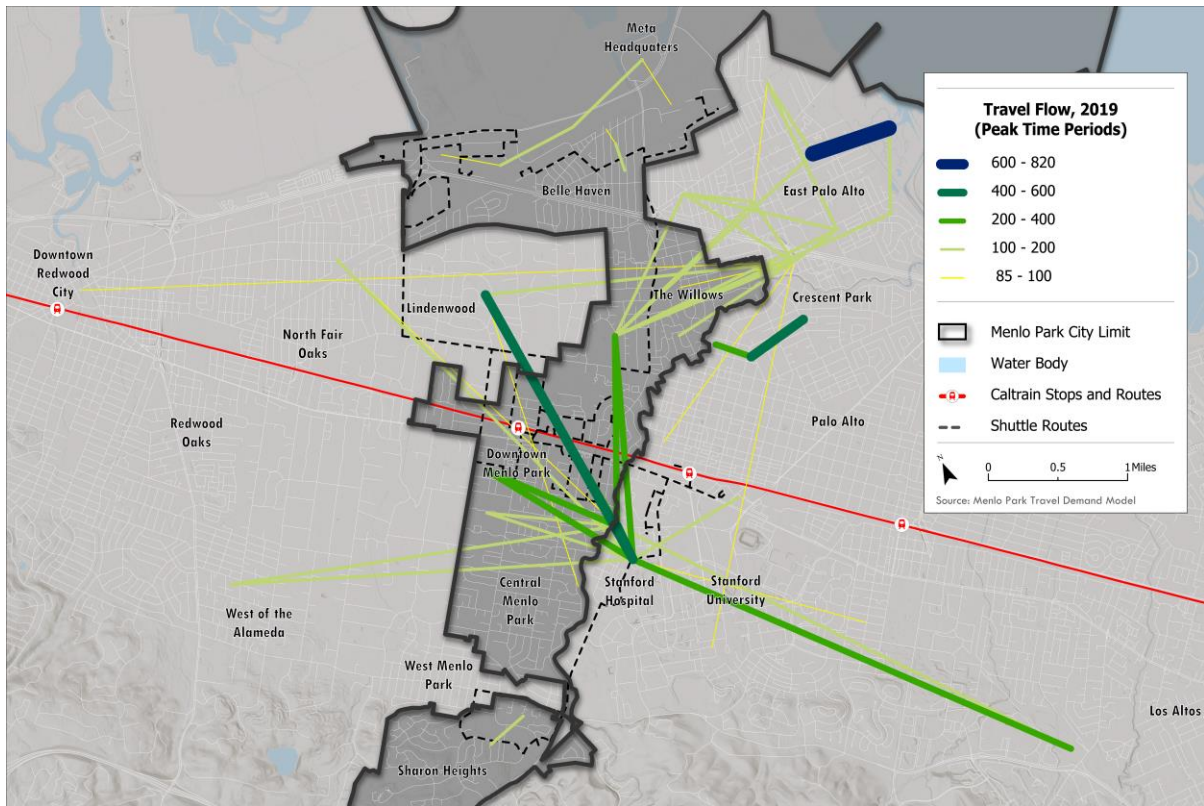 Meta
Headquaters
Travel Flow, 2019
(Peak Time Periods)
600 - 820
400 - 600
200 - 400
100 - 200
85 - 100
Menlo Park City Limit
Water Body
Caltrain Stops and Routes
Shuttle Routes
N
0 0.5 1 Miles
Source: Menlo Park Travel Demand Model
Belle Haven
East Palo Alto
Downtown
Redwood
City
Lindenwood
The Willows
Crescent Park
North Fair
Oaks
Redwood
Oaks
Palo Alto
Downtown
Menlo Park
Central
Menlo
Park
Stanford
Hospital
Stanford
University
West of the
Alameda
West Menlo
Park
Los Altos
Sharon Heights